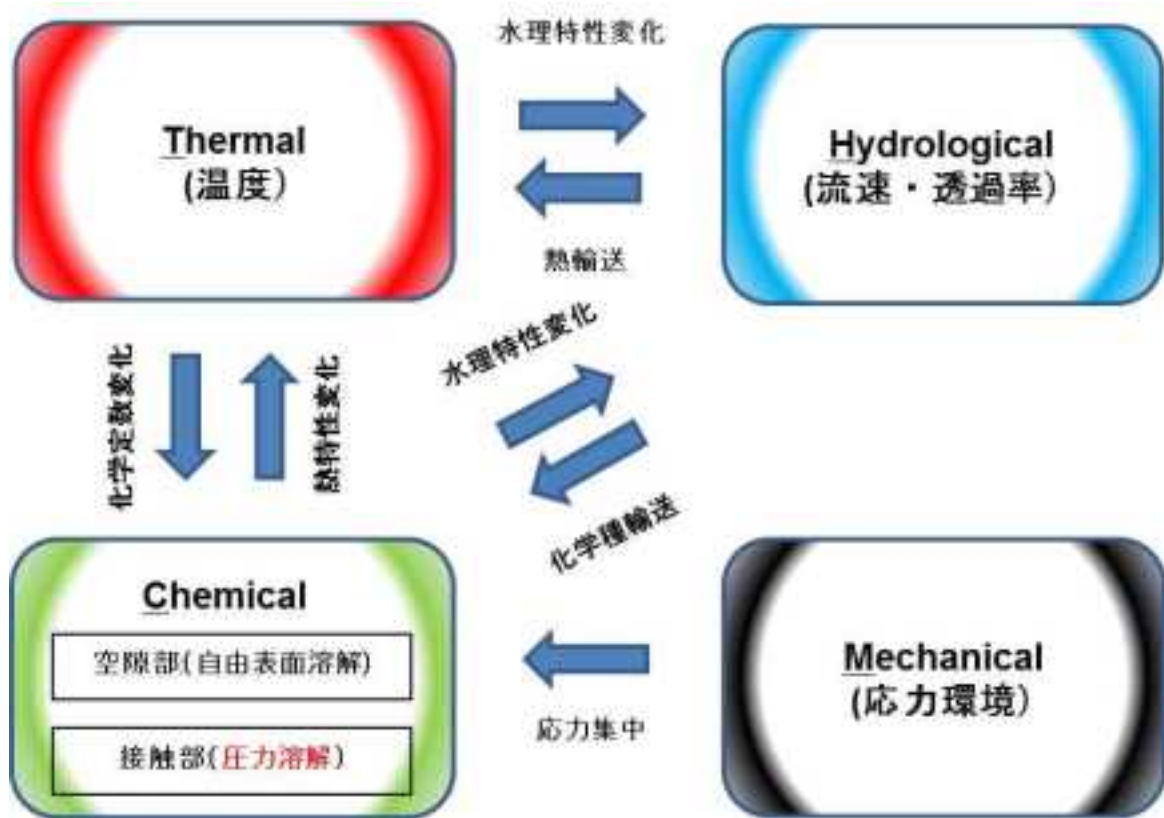 水理特性変化
Thermal
(温度)
Hydrological
(流速・透過率)
熱輸送
水理特性変化
化学種輸送
化学定数変化
熱特性変化
Chemical
空隙部(自由表面溶解)
接触部(圧力溶解)
応力集中
Mechanical
(応力環境)